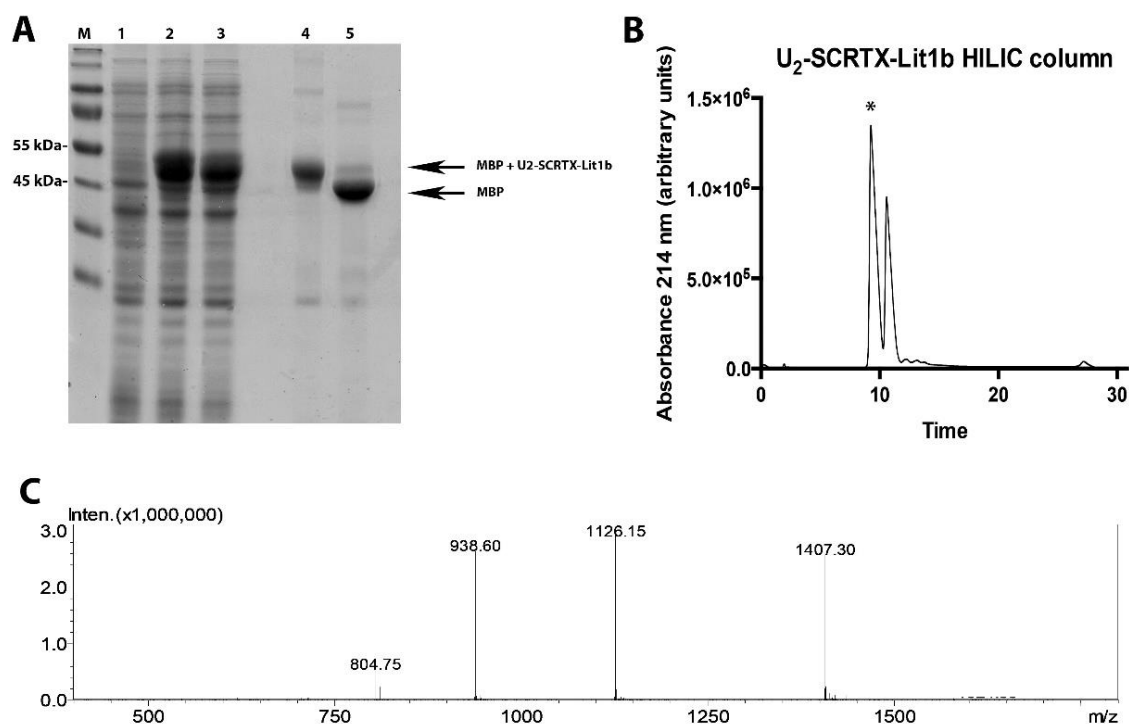 A
M 1 2 3 4 5
55 kDa-
45 kDa-
MBP + U2-SCRTX-Lit1b
MBP
B
U₂-SCRTX-Lit1b HILIC column
Absorbance 214 nm (arbitrary units)
1.5×10⁶
1.0×10⁶
5.0×10⁵
0.0
*
0 10 20 30
Time
C
Inten.(x1,000,000)
3.0
2.0
1.0
0.0
804.75
938.60
1126.15
1407.30
500 750 1000 1250 1500 m/z